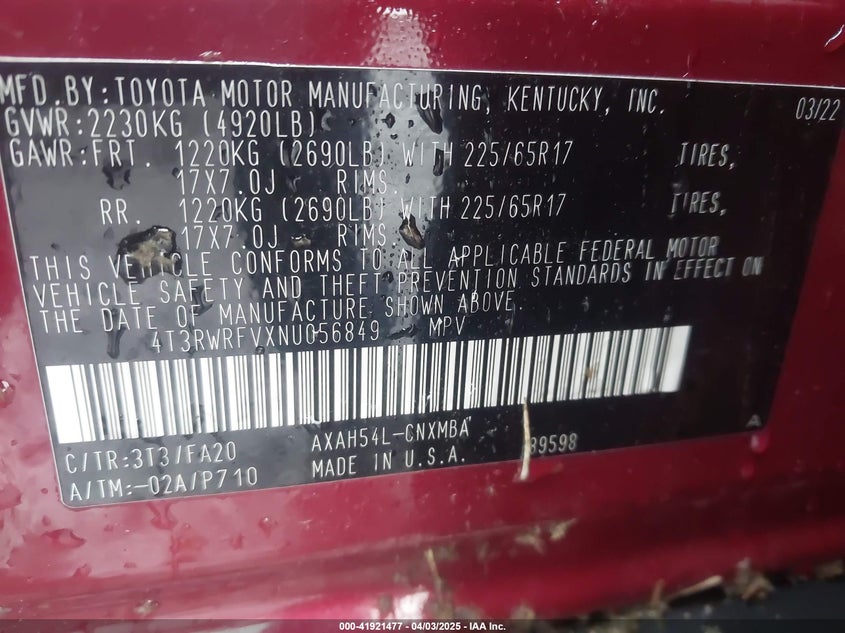 MFD.BY:TOYOTA MOTOR MANUFACTURING, KENTUCKY, INC. 03/22
GVWR:2230KG (4920LB)
GAWR:FRT. 1220KG (2690LB) WITH 225/65R17 TIRES,
17X7.0J RIMS
RR. 1220KG (2690LB) WITH 225/65R17 TIRES,
17X7.0J RIMS
THIS VEHICLE CONFORMS TO ALL APPLICABLE FEDERAL MOTOR
VEHICLE SAFETY AND THEFT PREVENTION STANDARDS IN EFFECT ON
THE DATE OF MANUFACTURE SHOWN ABOVE.
4T3RWRFVXNU056849 MPV
C/TR:3T3/FA20 AXAH54L-CNXMBA
A/TM:-02A/P710 MADE IN U.S.A. A
000-41921477 - 04/03/2025 - IAA Inc.